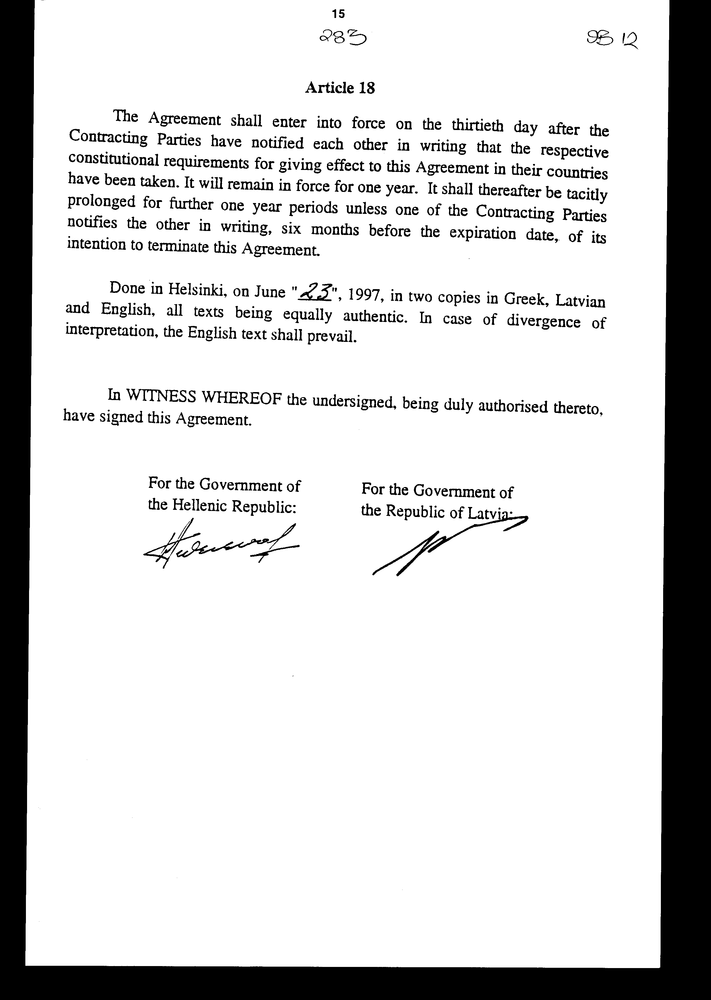 15
283
12
Article 18
The Agreement shall enter into force on the thirtieth day after the
Contracting Parties have notified each other in writing that the respective
constitutional requirements for giving effect to this Agreement in their countries
have been taken. It will remain in force for one year. It shall thereafter be tacitly
prolonged for further one year periods unless one of the Contracting Parties
notifies the other in writing, six months before the expiration date, of its
intention to terminate this Agreement.
Done in Helsinki, on June "23", 1997, in two copies in Greek, Latvian
and English, all texts being equally authentic. In case of divergence of
interpretation, the English text shall prevail.
In WITNESS WHEREOF the undersigned, being duly authorised thereto,
have signed this Agreement.
For the Government of
the Hellenic Republic:
For the Government of
the Republic of Latvia: